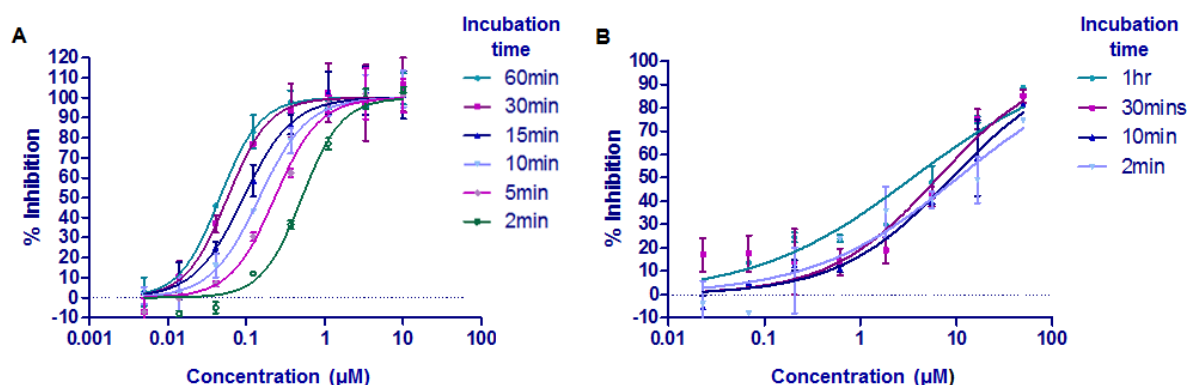 A
% Inhibition
120
110
100
90
80
70
60
50
40
30
20
10
0
-10
0.001
0.01
0.1
1
10
100
Concentration (µM)
Incubation
time
60min
30min
15min
10min
5min
2min
B
% Inhibition
100
90
80
70
60
50
40
30
20
10
0
-10
0.01
0.1
1
10
100
Concentration (µM)
Incubation
time
1hr
30mins
10min
2min